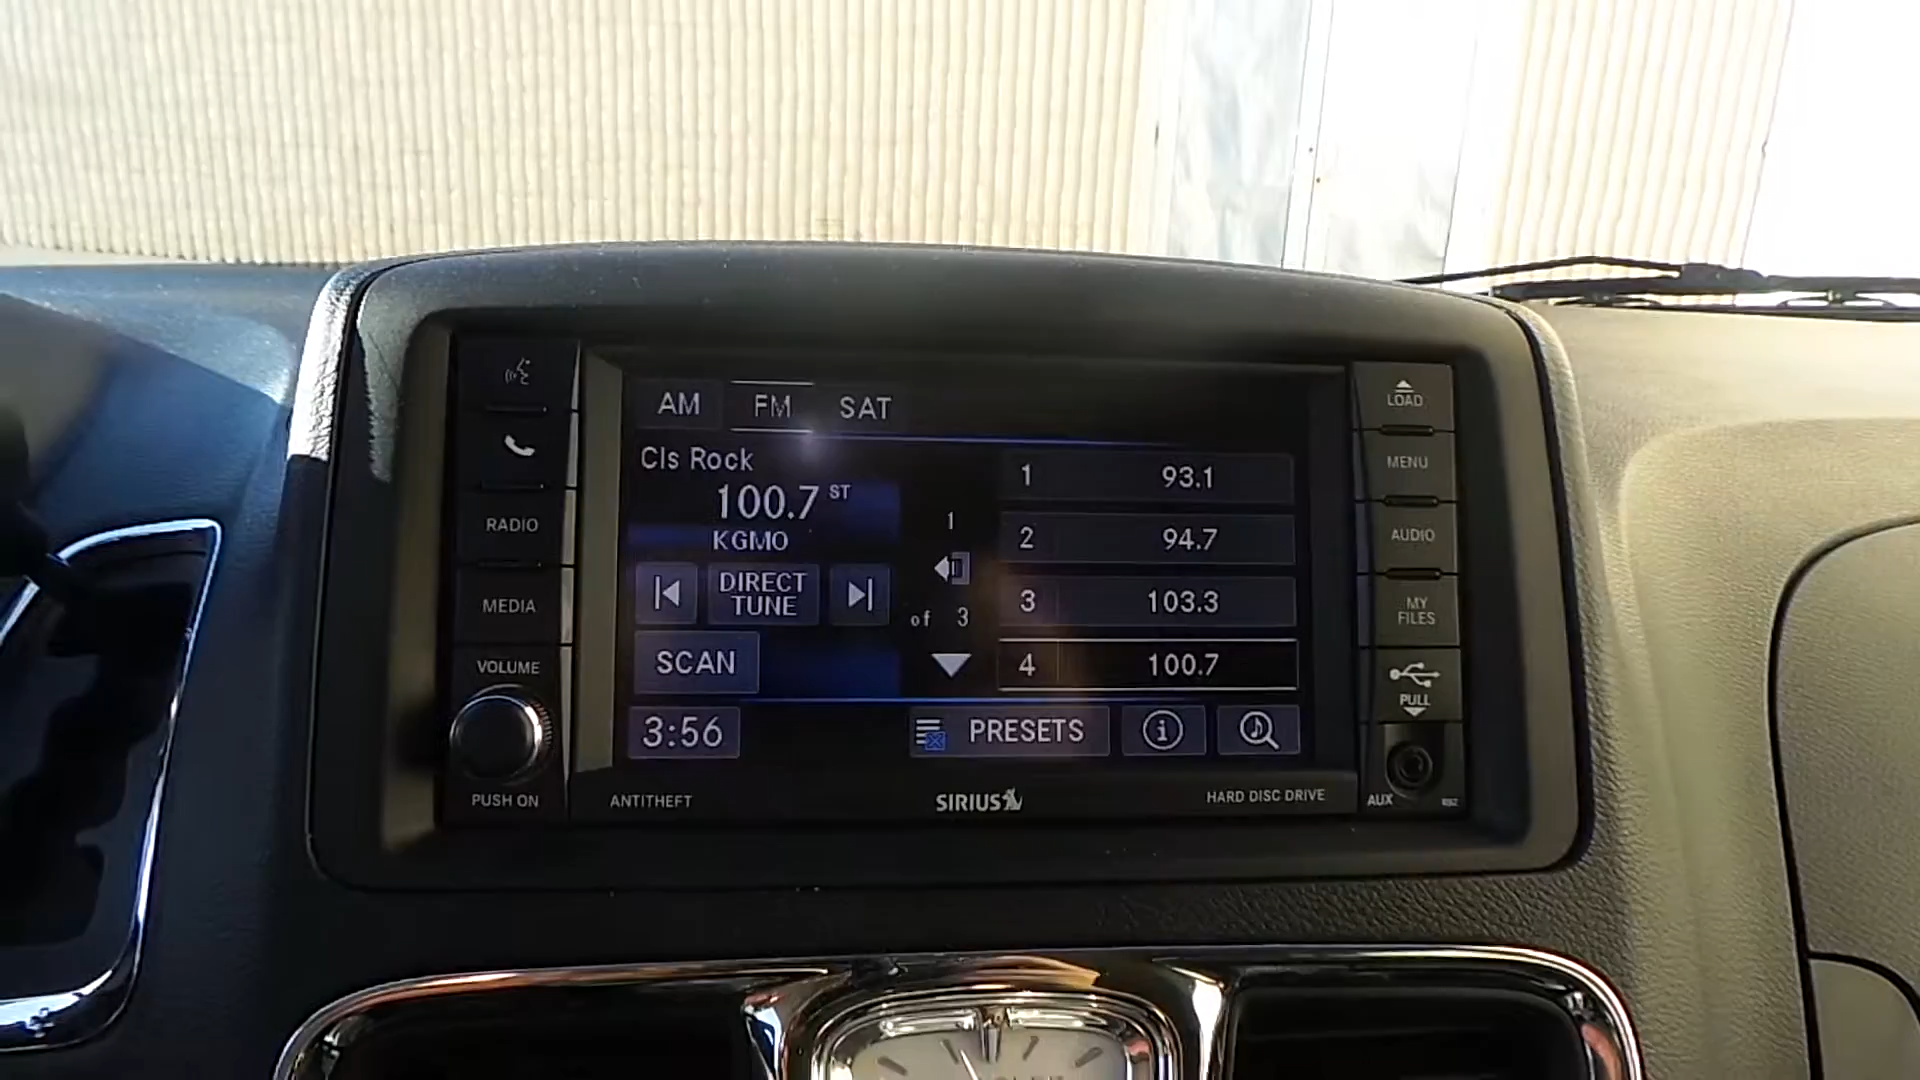 AM FM SAT
Cls Rock
100.7 ST
KGMO
DIRECT
TUNE
SCAN
3:56
1
of 3
1 93.1
2 94.7
3 103.3
4 100.7
PRESETS
RADIO
MEDIA
VOLUME
PUSH ON
ANTITHEFT
SIRIUS
HARD DISC DRIVE
LOAD
MENU
AUDIO
MY
FILES
PULL
AUX